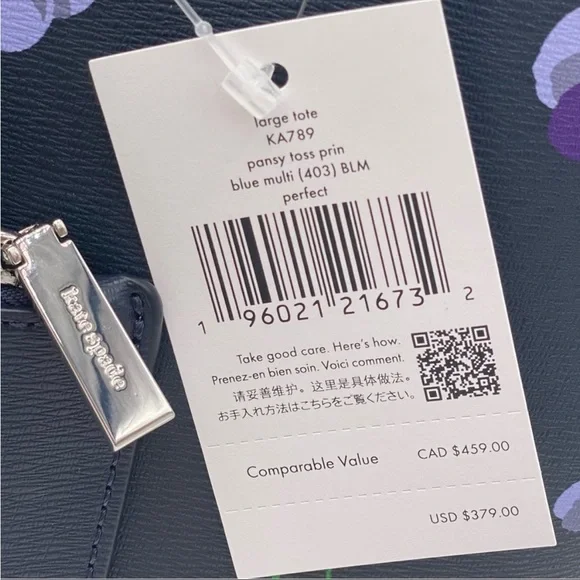 large tote
KA789
pansy toss prin
blue multi (403) BLM
perfect
1 96021 21673 2
Take good care. Here's how.
Prenez-en bien soin. Voici comment.
请妥善维护。这里是具体做法。
お手入れ方法はこちらをご覧ください。
Comparable Value CAD $459.00
USD $379.00
kate spade